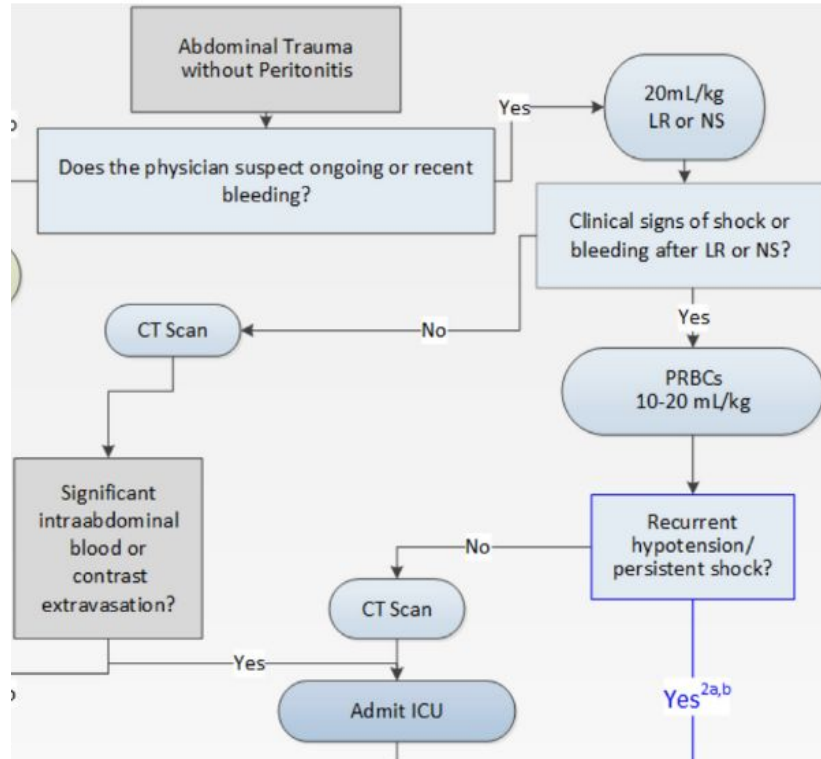 Abdominal Trauma
without Peritonitis
Yes
20mL/kg
LR or NS
Does the physician suspect ongoing or recent
bleeding?
Clinical signs of shock or
bleeding after LR or NS?
CT Scan
No
Yes
PRBCs
10-20 mL/kg
Significant
intraabdominal
blood or
contrast
extravasation?
Recurrent
hypotension/
persistent shock?
No
CT Scan
Yes
Admit ICU
Yes2a,b